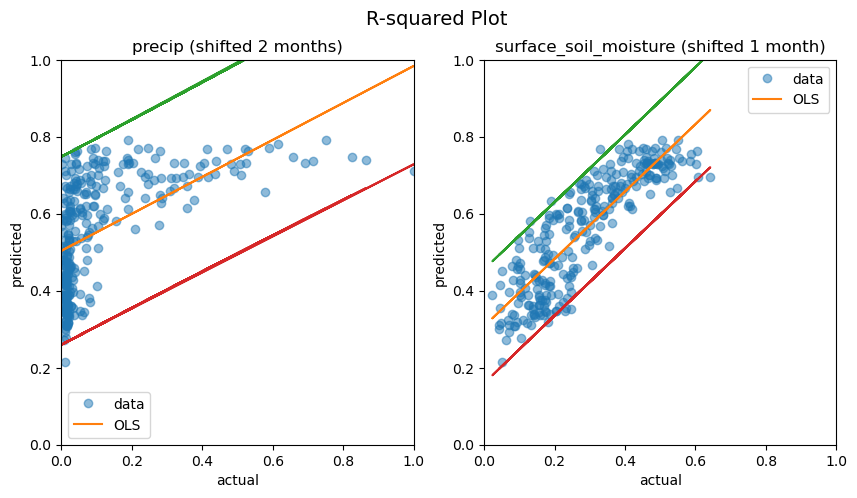 R-squared Plot
precip (shifted 2 months)
1.0
0.8
0.6
0.4
0.2
0.0
predicted
data
OLS
0.0 0.2 0.4 0.6 0.8 1.0
actual
surface_soil_moisture (shifted 1 month)
1.0
0.8
0.6
0.4
0.2
0.0
predicted
data
OLS
0.0 0.2 0.4 0.6 0.8 1.0
actual